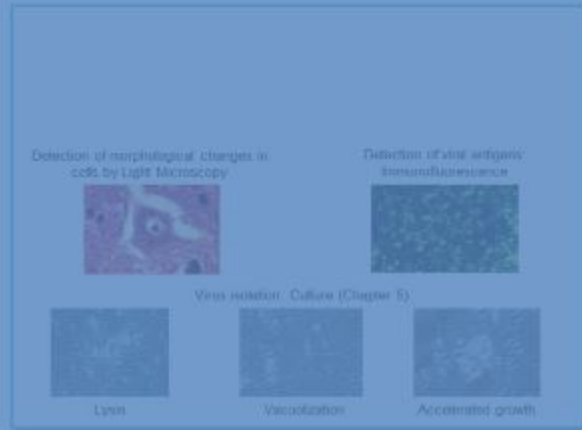 Detection of morphological changes in
cells by Light Microscopy
Detection of viral antigens:
Immunofluorescence
Virus isolation: Culture (Chapter 5)
Lysis
Vacuolization
Accelerated growth